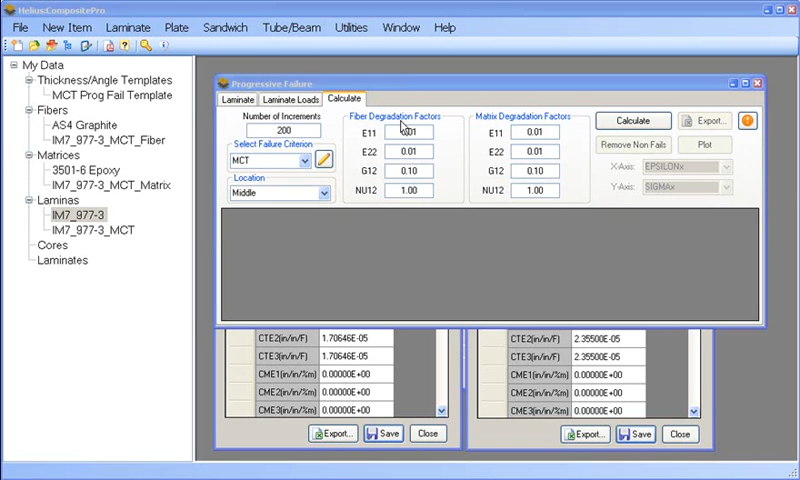 Helius:CompositePro
File New Item Laminate Plate Sandwich Tube/Beam Utilities Window Help
My Data
Thickness/Angle Templates
MCT Prog Fail Template
Fibers
AS4 Graphite
IM7_977-3_MCT_Fiber
Matrices
3501-6 Epoxy
IM7_977-3_MCT_Matrix
Laminas
IM7_977-3
IM7_977-3_MCT
Cores
Laminates
Progressive Failure
Laminate Laminate Loads Calculate
Number of Increments
200
Select Failure Criterion
MCT
Location
Middle
Fiber Degradation Factors
E11 0.01
E22 0.01
G12 0.10
NU12 1.00
Matrix Degradation Factors
E11 0.01
E22 0.01
G12 0.10
NU12 1.00
Calculate Export...
Remove Non Fails Plot
X-Axis: EPSILONx
Y-Axis: SIGMAx
CTE2(in/in/F) 1.70646E-05
CTE3(in/in/F) 1.70646E-05
CME1(in/in/%m) 0.00000E+00
CME2(in/in/%m) 0.00000E+00
CME3(in/in/%m) 0.00000E+00
Export... Save Close
CTE2(in/in/F) 2.35500E-05
CTE3(in/in/F) 2.35500E-05
CME1(in/in/%m) 0.00000E+00
CME2(in/in/%m) 0.00000E+00
CME3(in/in/%m) 0.00000E+00
Export... Save Close